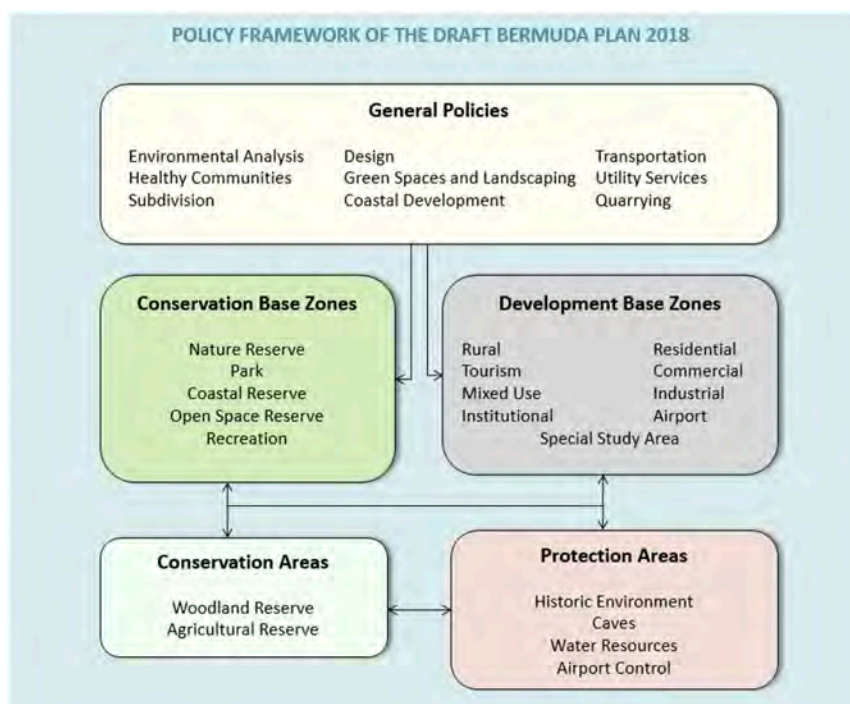 POLICY FRAMEWORK OF THE DRAFT BERMUDA PLAN 2018
General Policies
Environmental Analysis
Healthy Communities
Subdivision
Design
Green Spaces and Landscaping
Coastal Development
Transportation
Utility Services
Quarrying
Conservation Base Zones
Nature Reserve
Park
Coastal Reserve
Open Space Reserve
Recreation
Development Base Zones
Rural
Tourism
Mixed Use
Institutional
Residential
Commercial
Industrial
Airport
Special Study Area
Conservation Areas
Woodland Reserve
Agricultural Reserve
Protection Areas
Historic Environment
Caves
Water Resources
Airport Control